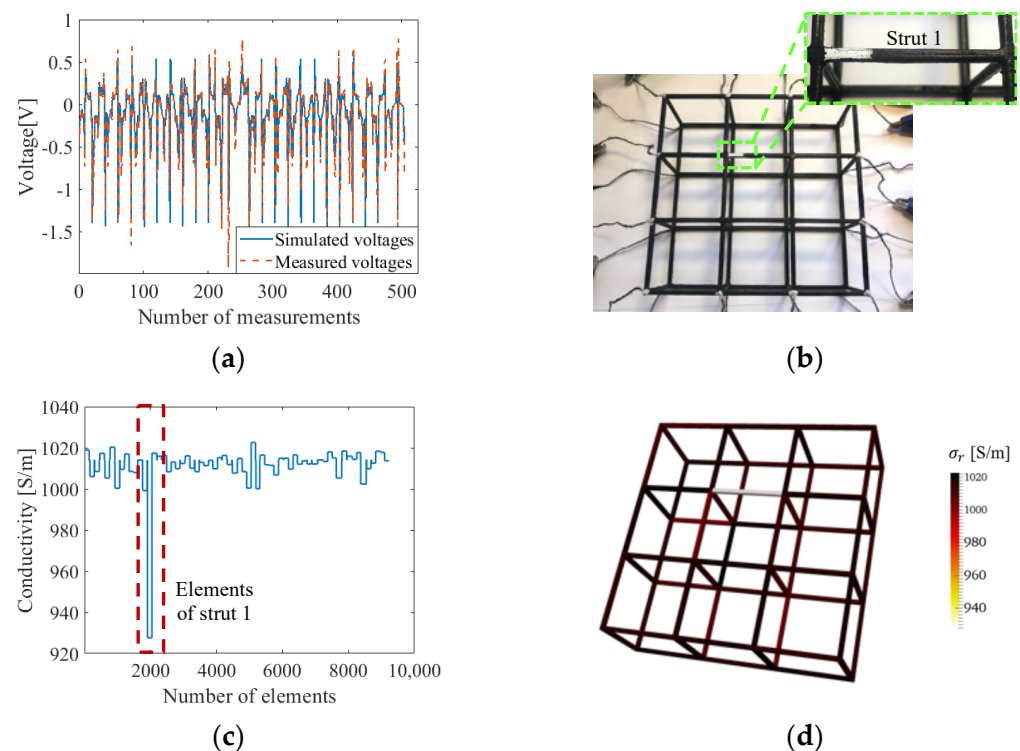 1
0.5
0
-0.5
-1
-1.5
Voltage[V]
Simulated voltages
Measured voltages
0 100 200 300 400 500
Number of measurements
(a)
Strut 1
(b)
1040
1020
1000
980
960
940
920
Conductivity [S/m]
Elements
of strut 1
2000 4000 6000 8000 10,000
Number of elements
(c)
σr [S/m]
1020
1000
980
960
940
(d)